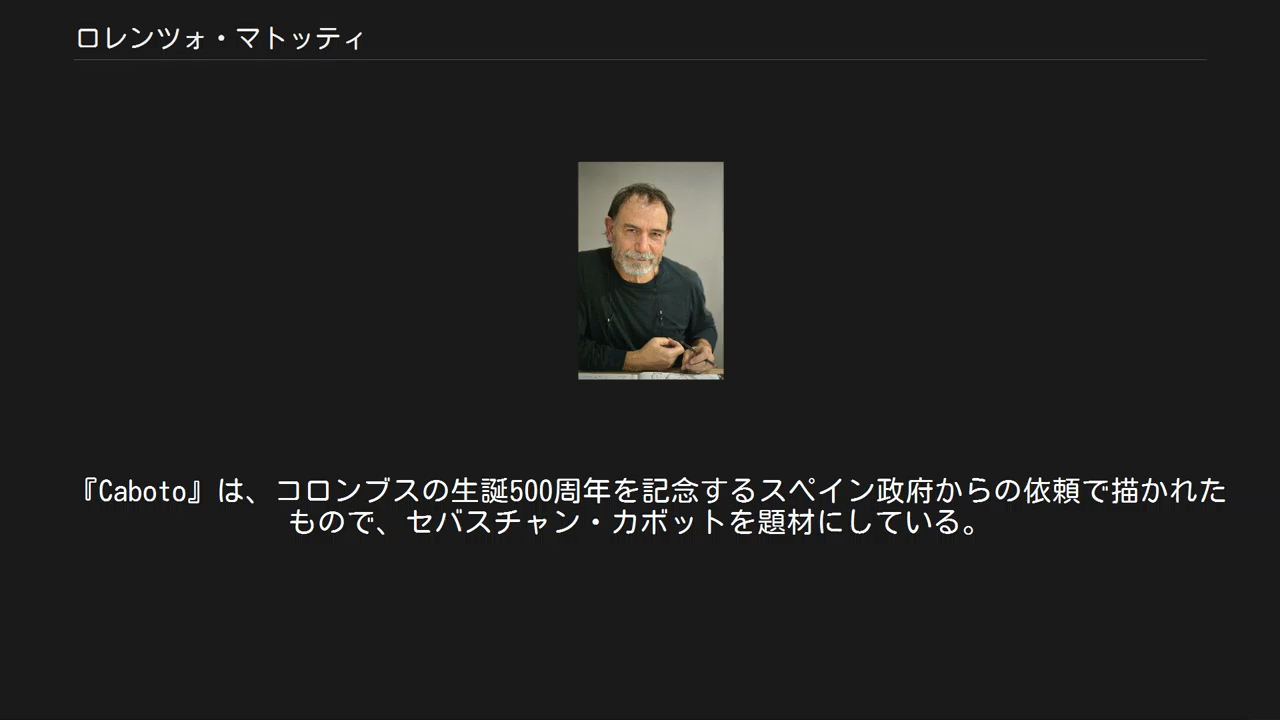 ロレンツォ・マトッティ
『Caboto』は、コロンブスの生誕500周年を記念するスペイン政府からの依頼で描かれた
もので、セバスチャン・カボットを題材にしている。